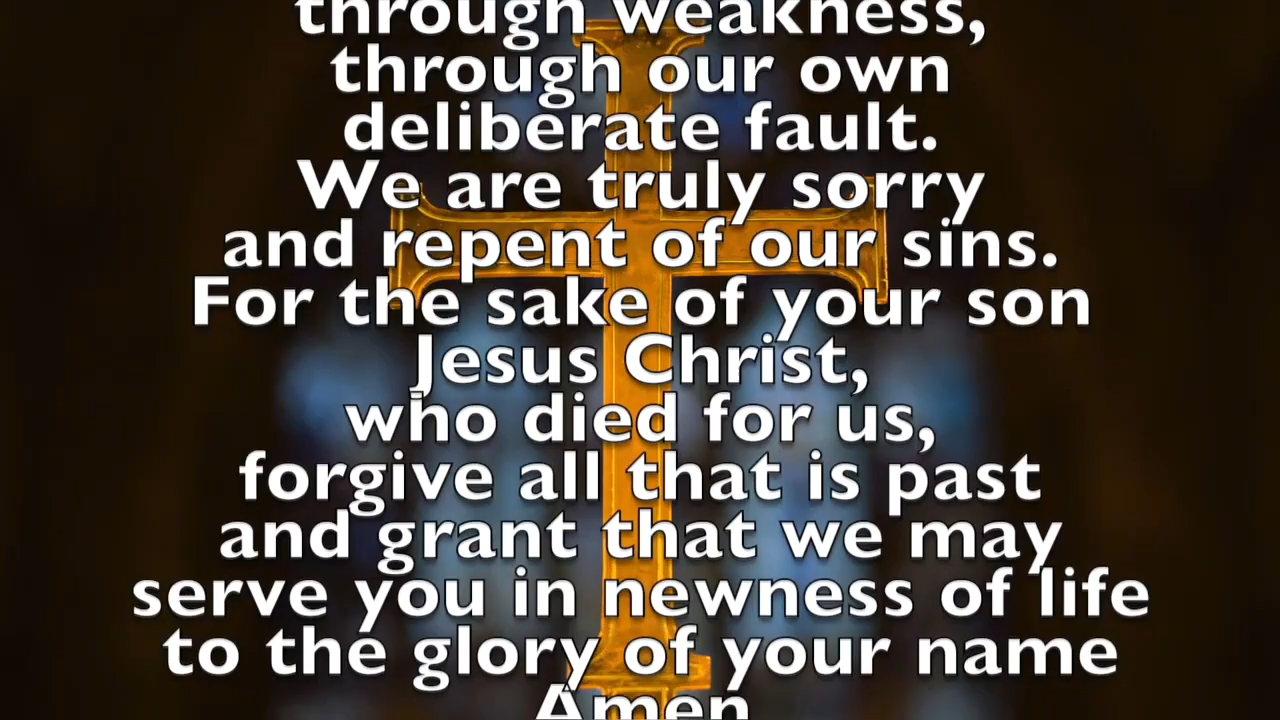 through weakness,
through our own
deliberate fault.
We are truly sorry
and repent of our sins.
For the sake of your son
Jesus Christ,
who died for us,
forgive all that is past
and grant that we may
serve you in newness of life
to the glory of your name
Amen